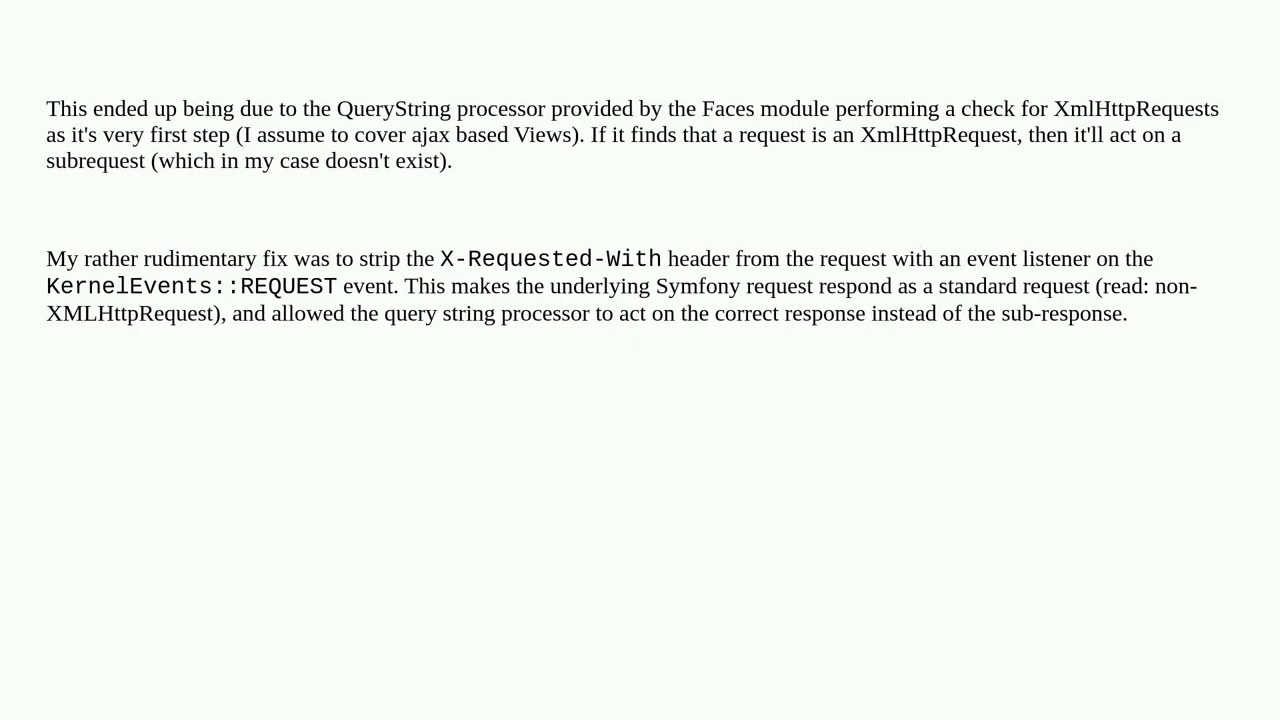 This ended up being due to the QueryString processor provided by the Faces module performing a check for XmlHttpRequests
as it's very first step (I assume to cover ajax based Views). If it finds that a request is an XmlHttpRequest, then it'll act on a
subrequest (which in my case doesn't exist).
My rather rudimentary fix was to strip the X-Requested-With header from the request with an event listener on the
KernelEvents::REQUEST event. This makes the underlying Symfony request respond as a standard request (read: non-
XMLHttpRequest), and allowed the query string processor to act on the correct response instead of the sub-response.